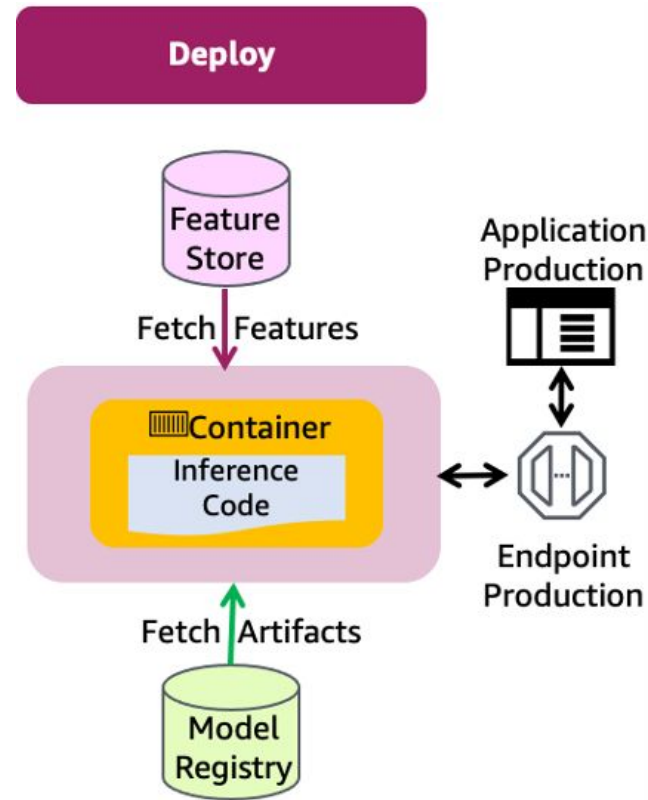 Deploy
Feature
Store
Fetch Features
Application
Production
Container
Inference
Code
Endpoint
Production
Fetch Artifacts
Model
Registry